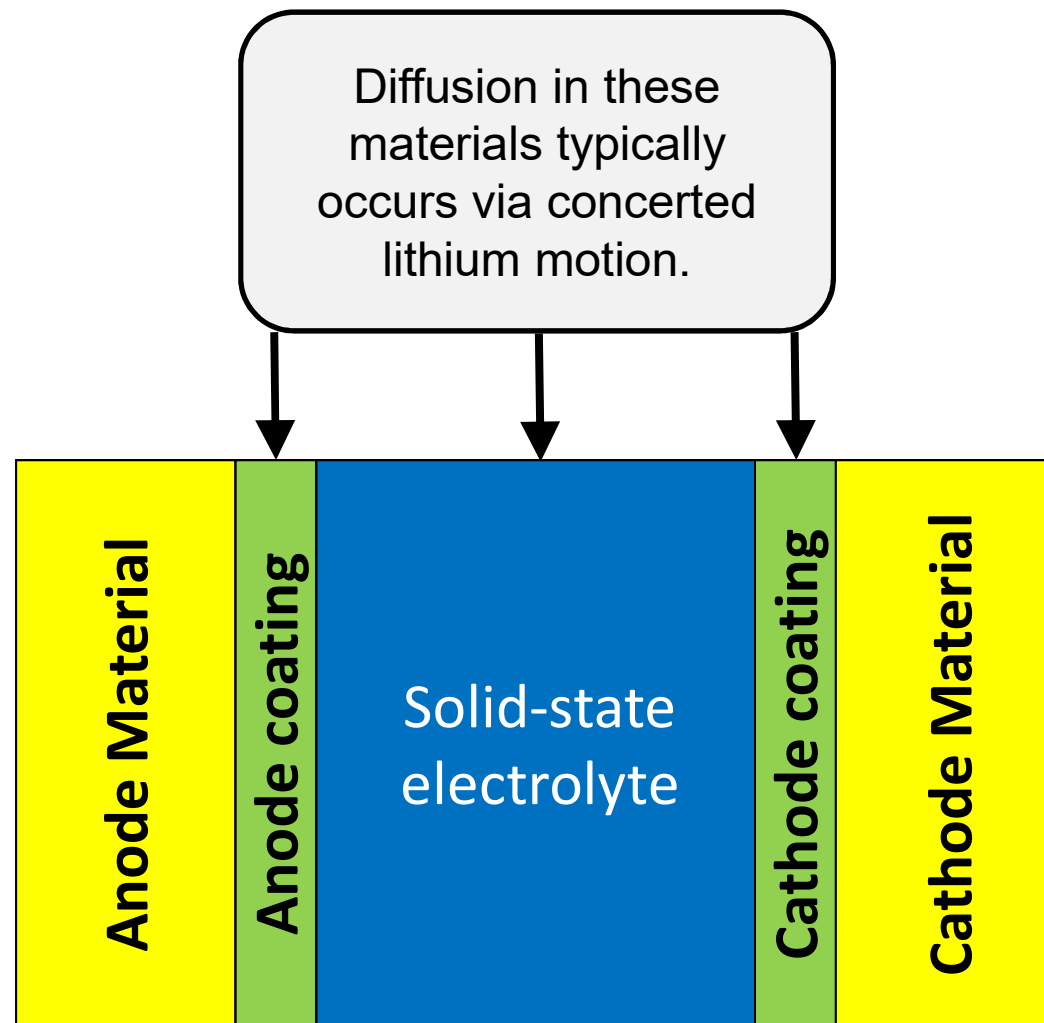 Diffusion in these
materials typically
occurs via concerted
lithium motion.
Anode Material
Anode coating
Solid-state
electrolyte
Cathode coating
Cathode Material